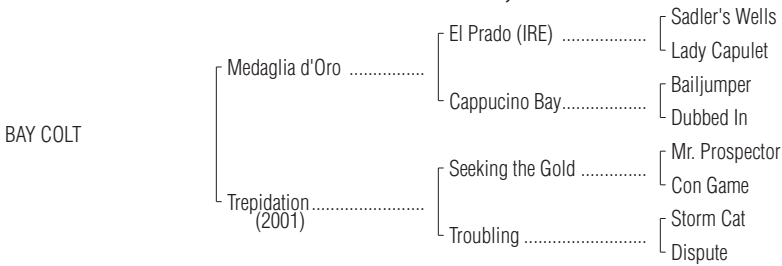 Sadler's Wells
El Prado (IRE) ..................
Lady Capulet
Medaglia d'Oro ................
Bailjumper
Cappucino Bay..................
Dubbed In
BAY COLT
Mr. Prospector
Seeking the Gold ..............
Con Game
Trepidation........................
(2001)
Storm Cat
Troubling ..........................
Dispute